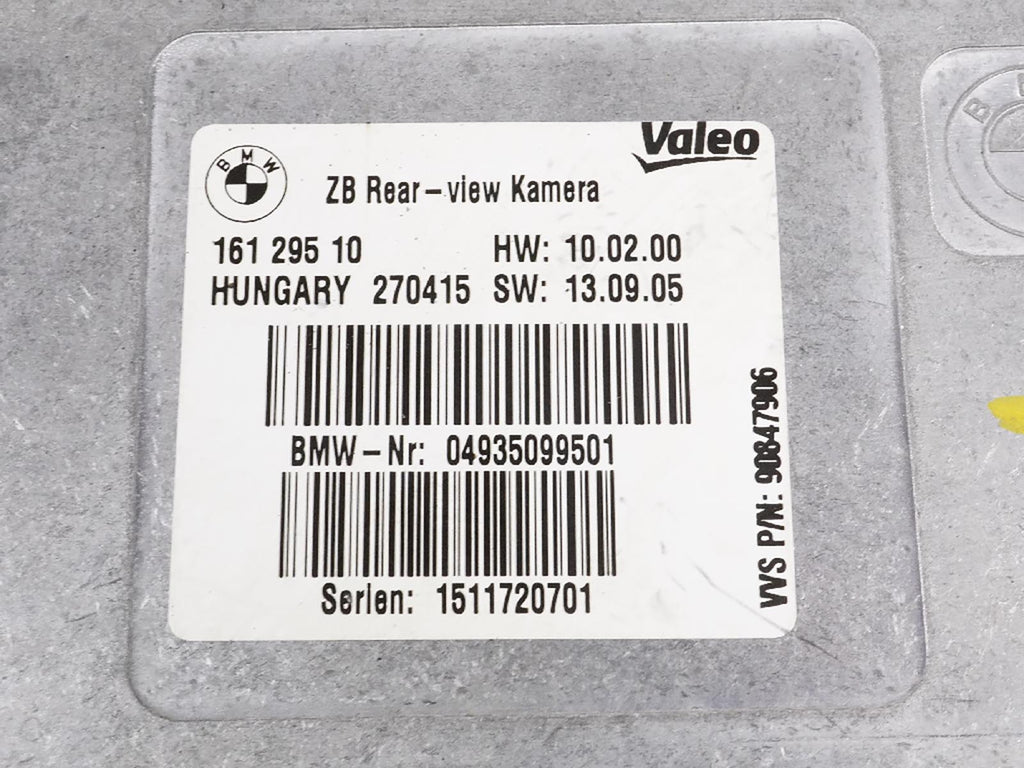 Valeo
BMW
ZB Rear-view Kamera
161 295 10 HW: 10.02.00
HUNGARY 270415 SW: 13.09.05
BMW-Nr: 04935099501
Serien: 1511720701
VVS P/N: 90847906
B